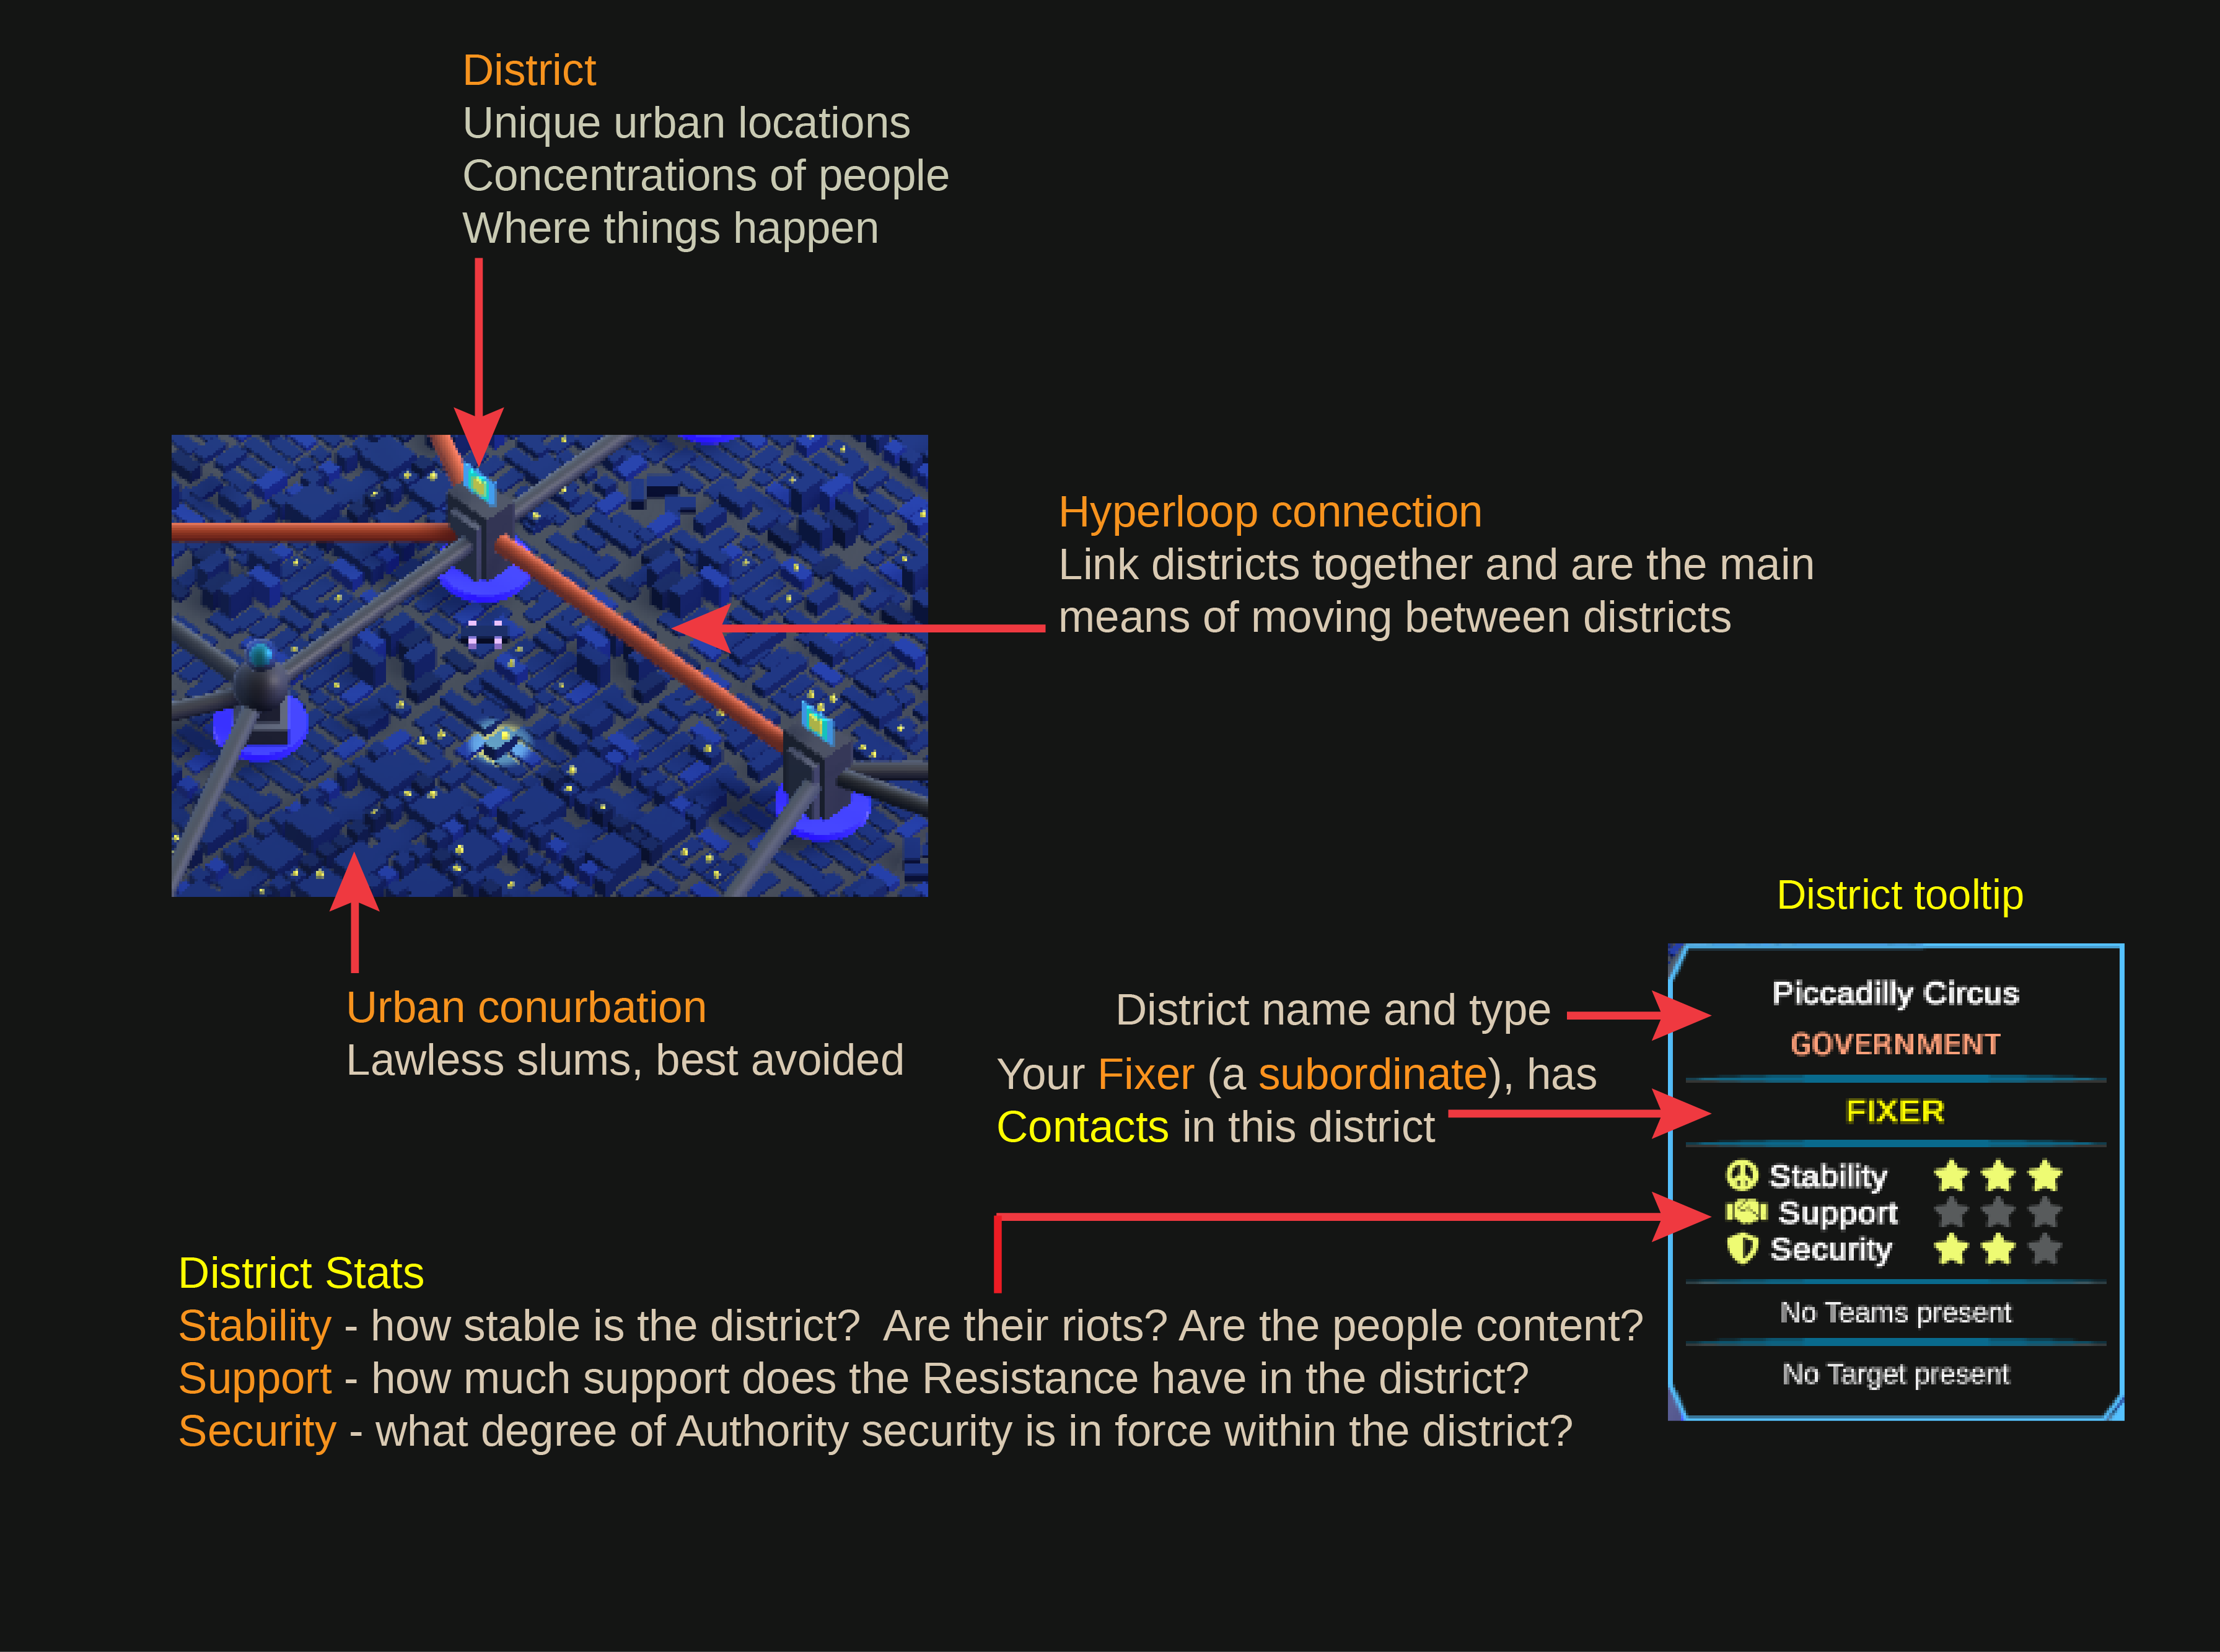 District
Unique urban locations
Concentrations of people
Where things happen
Hyperloop connection
Link districts together and are the main
means of moving between districts
Urban conurbation
Lawless slums, best avoided
District tooltip
District name and type
Your Fixer (a subordinate), has
Contacts in this district
Piccadilly Circus
GOVERNMENT
FIXER
Stability
Support
Security
No Teams present
No Target present
District Stats
Stability - how stable is the district?  Are their riots? Are the people content?
Support - how much support does the Resistance have in the district?
Security - what degree of Authority security is in force within the district?